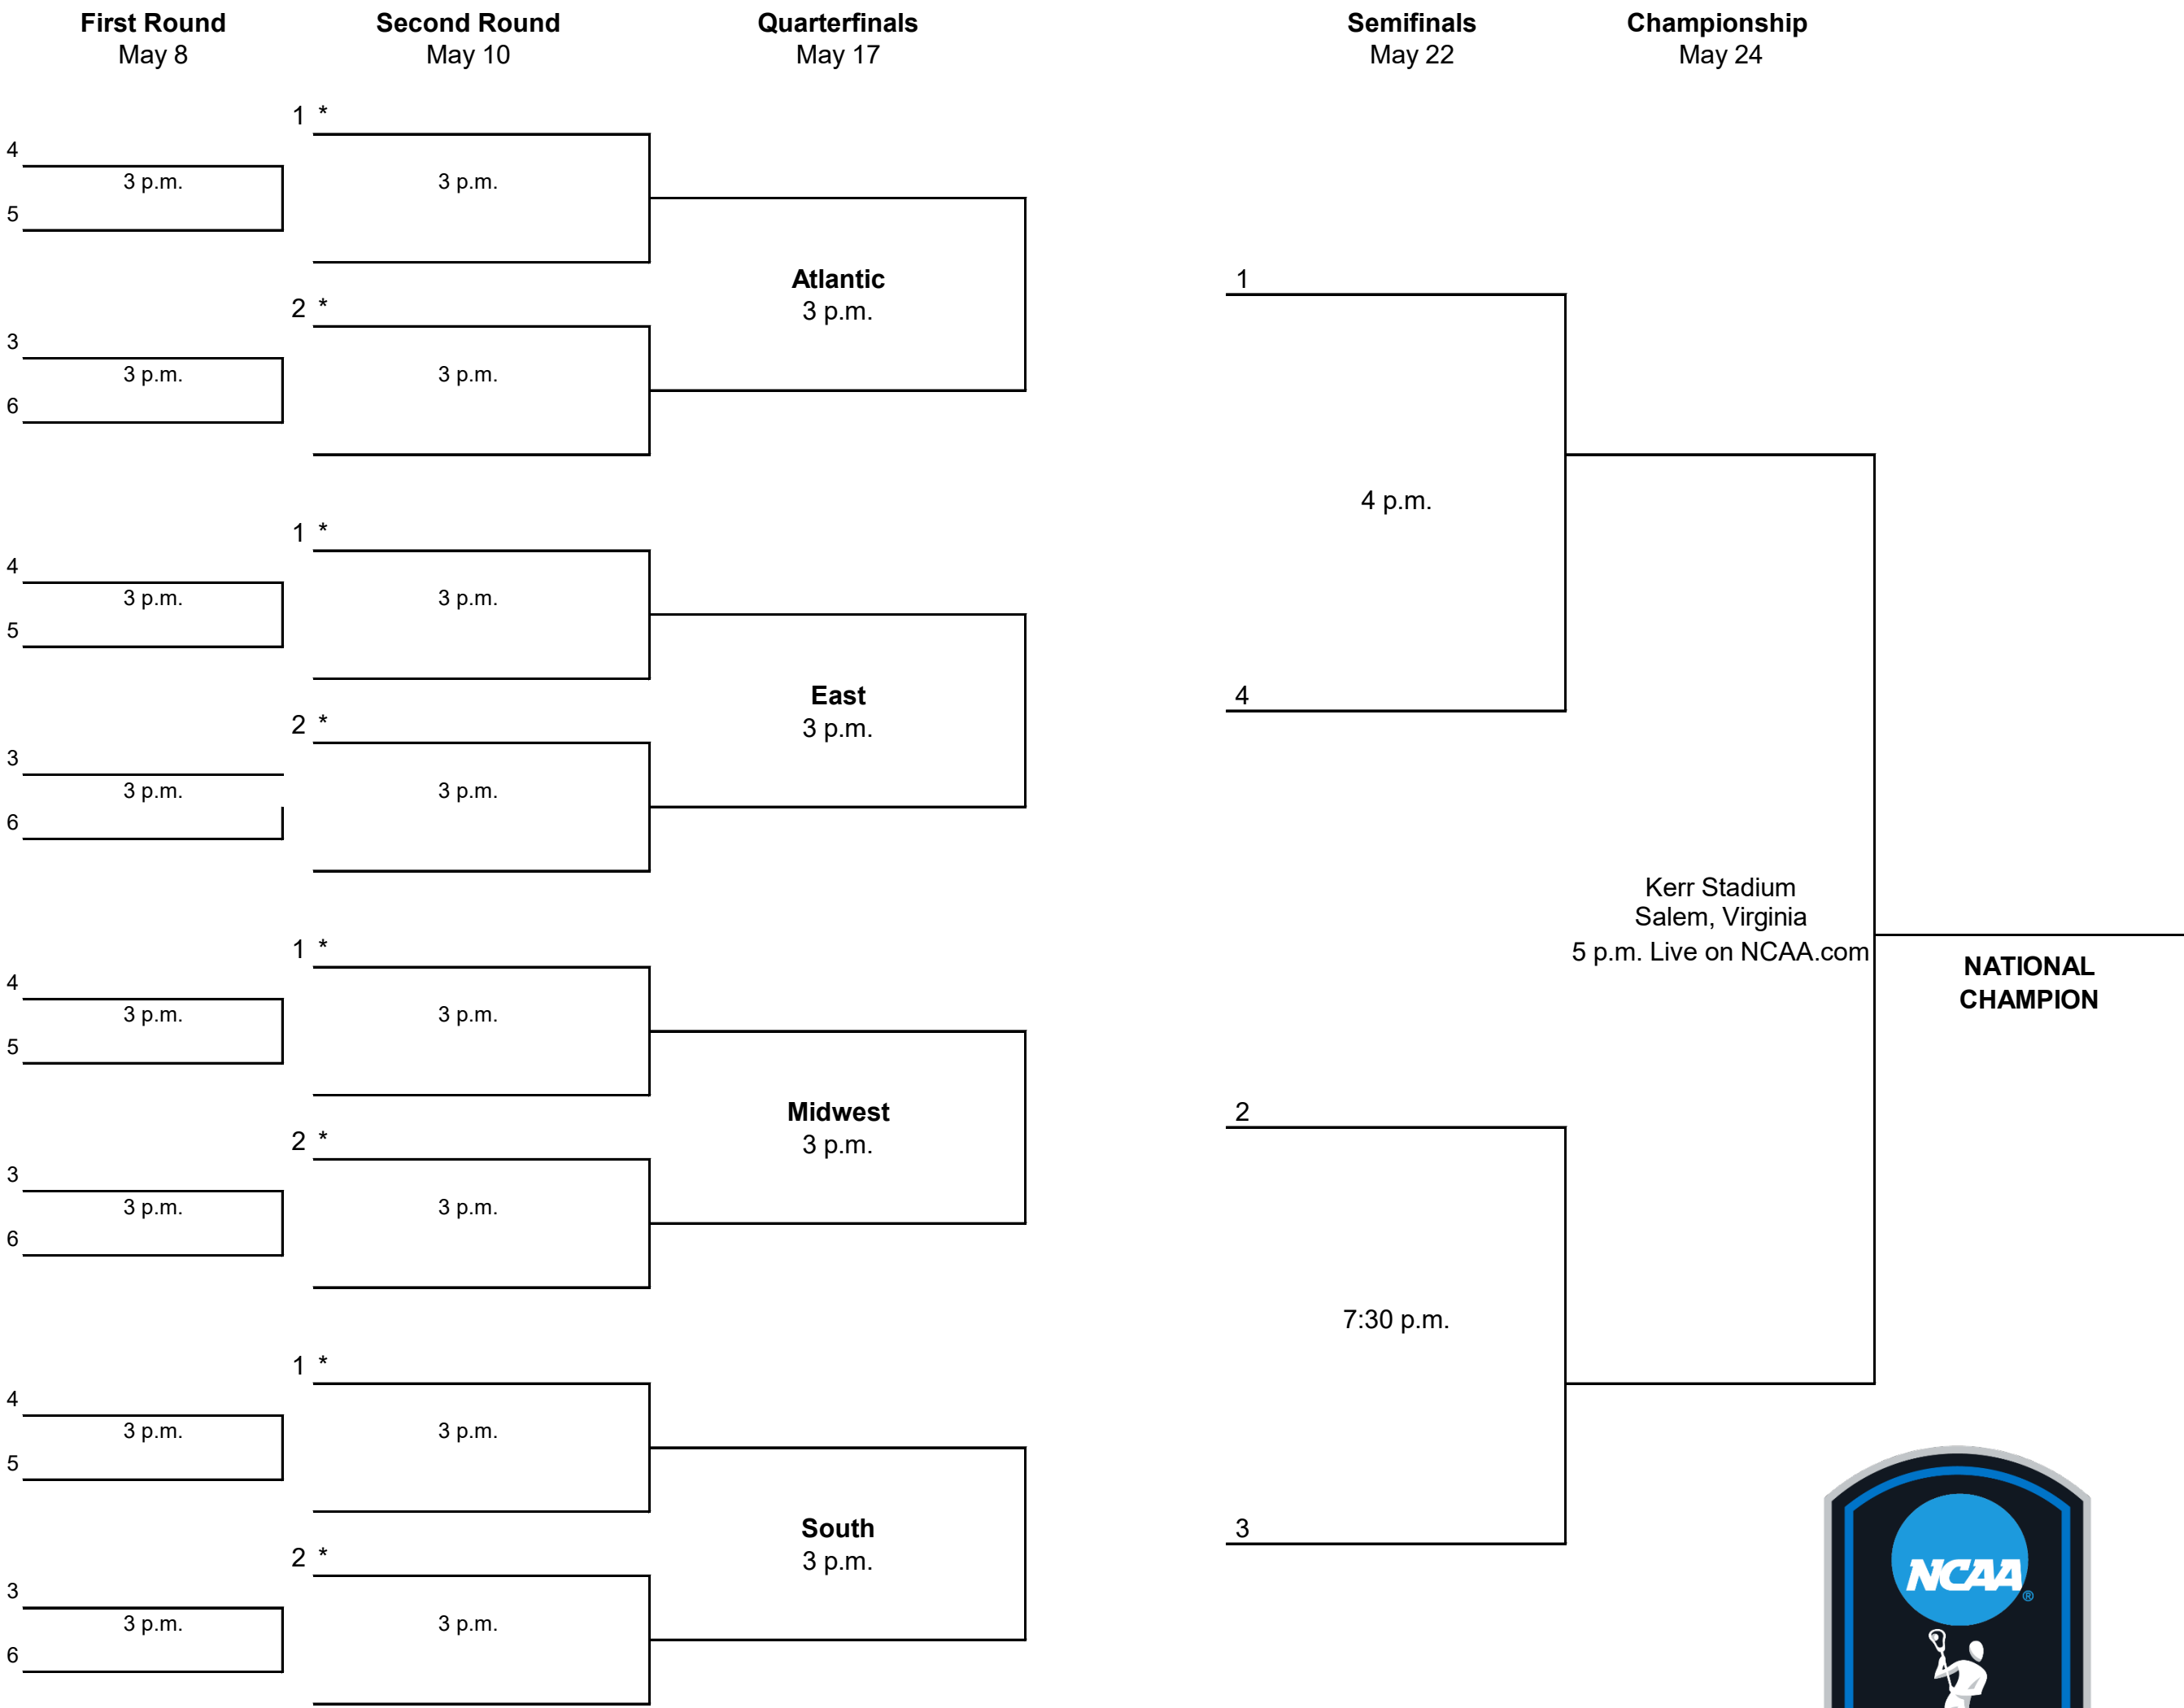 First Round
May 8
Second Round
May 10
Quarterfinals
May 17
Semifinals
May 22
Championship
May 24
1 *
4
3 p.m.
3 p.m.
5
Atlantic
3 p.m.
2 *
3
3 p.m.
3 p.m.
6
1 *
4
3 p.m.
3 p.m.
5
East
3 p.m.
2 *
3
3 p.m.
3 p.m.
6
1 *
4
3 p.m.
3 p.m.
5
Midwest
3 p.m.
2 *
3
3 p.m.
3 p.m.
6
1 *
4
3 p.m.
3 p.m.
5
South
3 p.m.
2 *
3
3 p.m.
3 p.m.
6
1
4 p.m.
4
Kerr Stadium
Salem, Virginia
5 p.m. Live on NCAA.com
NATIONAL
CHAMPION
2
7:30 p.m.
3
NCAA®